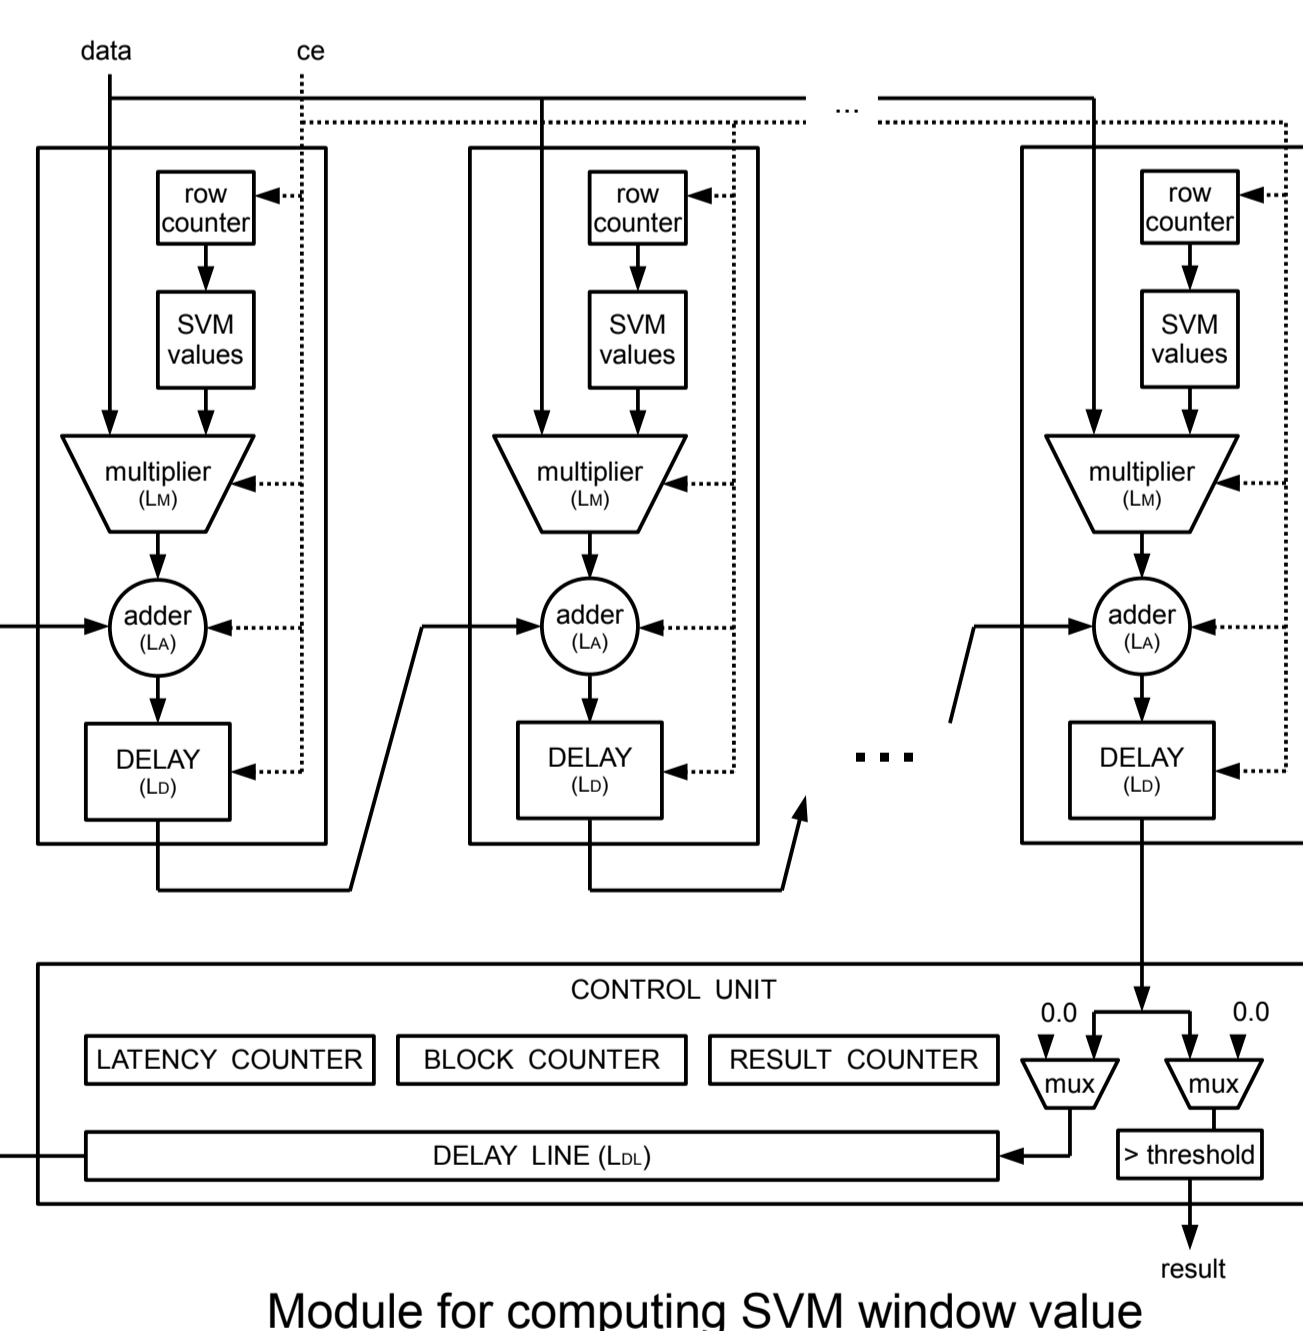 data
ce
...
row
counter
row
counter
row
counter
SVM
values
SVM
values
SVM
values
multiplier
(LM)
multiplier
(LM)
multiplier
(LM)
adder
(LA)
adder
(LA)
adder
(LA)
DELAY
(LD)
DELAY
(LD)
...
DELAY
(LD)
CONTROL UNIT
0.0
0.0
LATENCY COUNTER
BLOCK COUNTER
RESULT COUNTER
mux
mux
DELAY LINE (LDL)
> threshold
result
Module for computing SVM window value